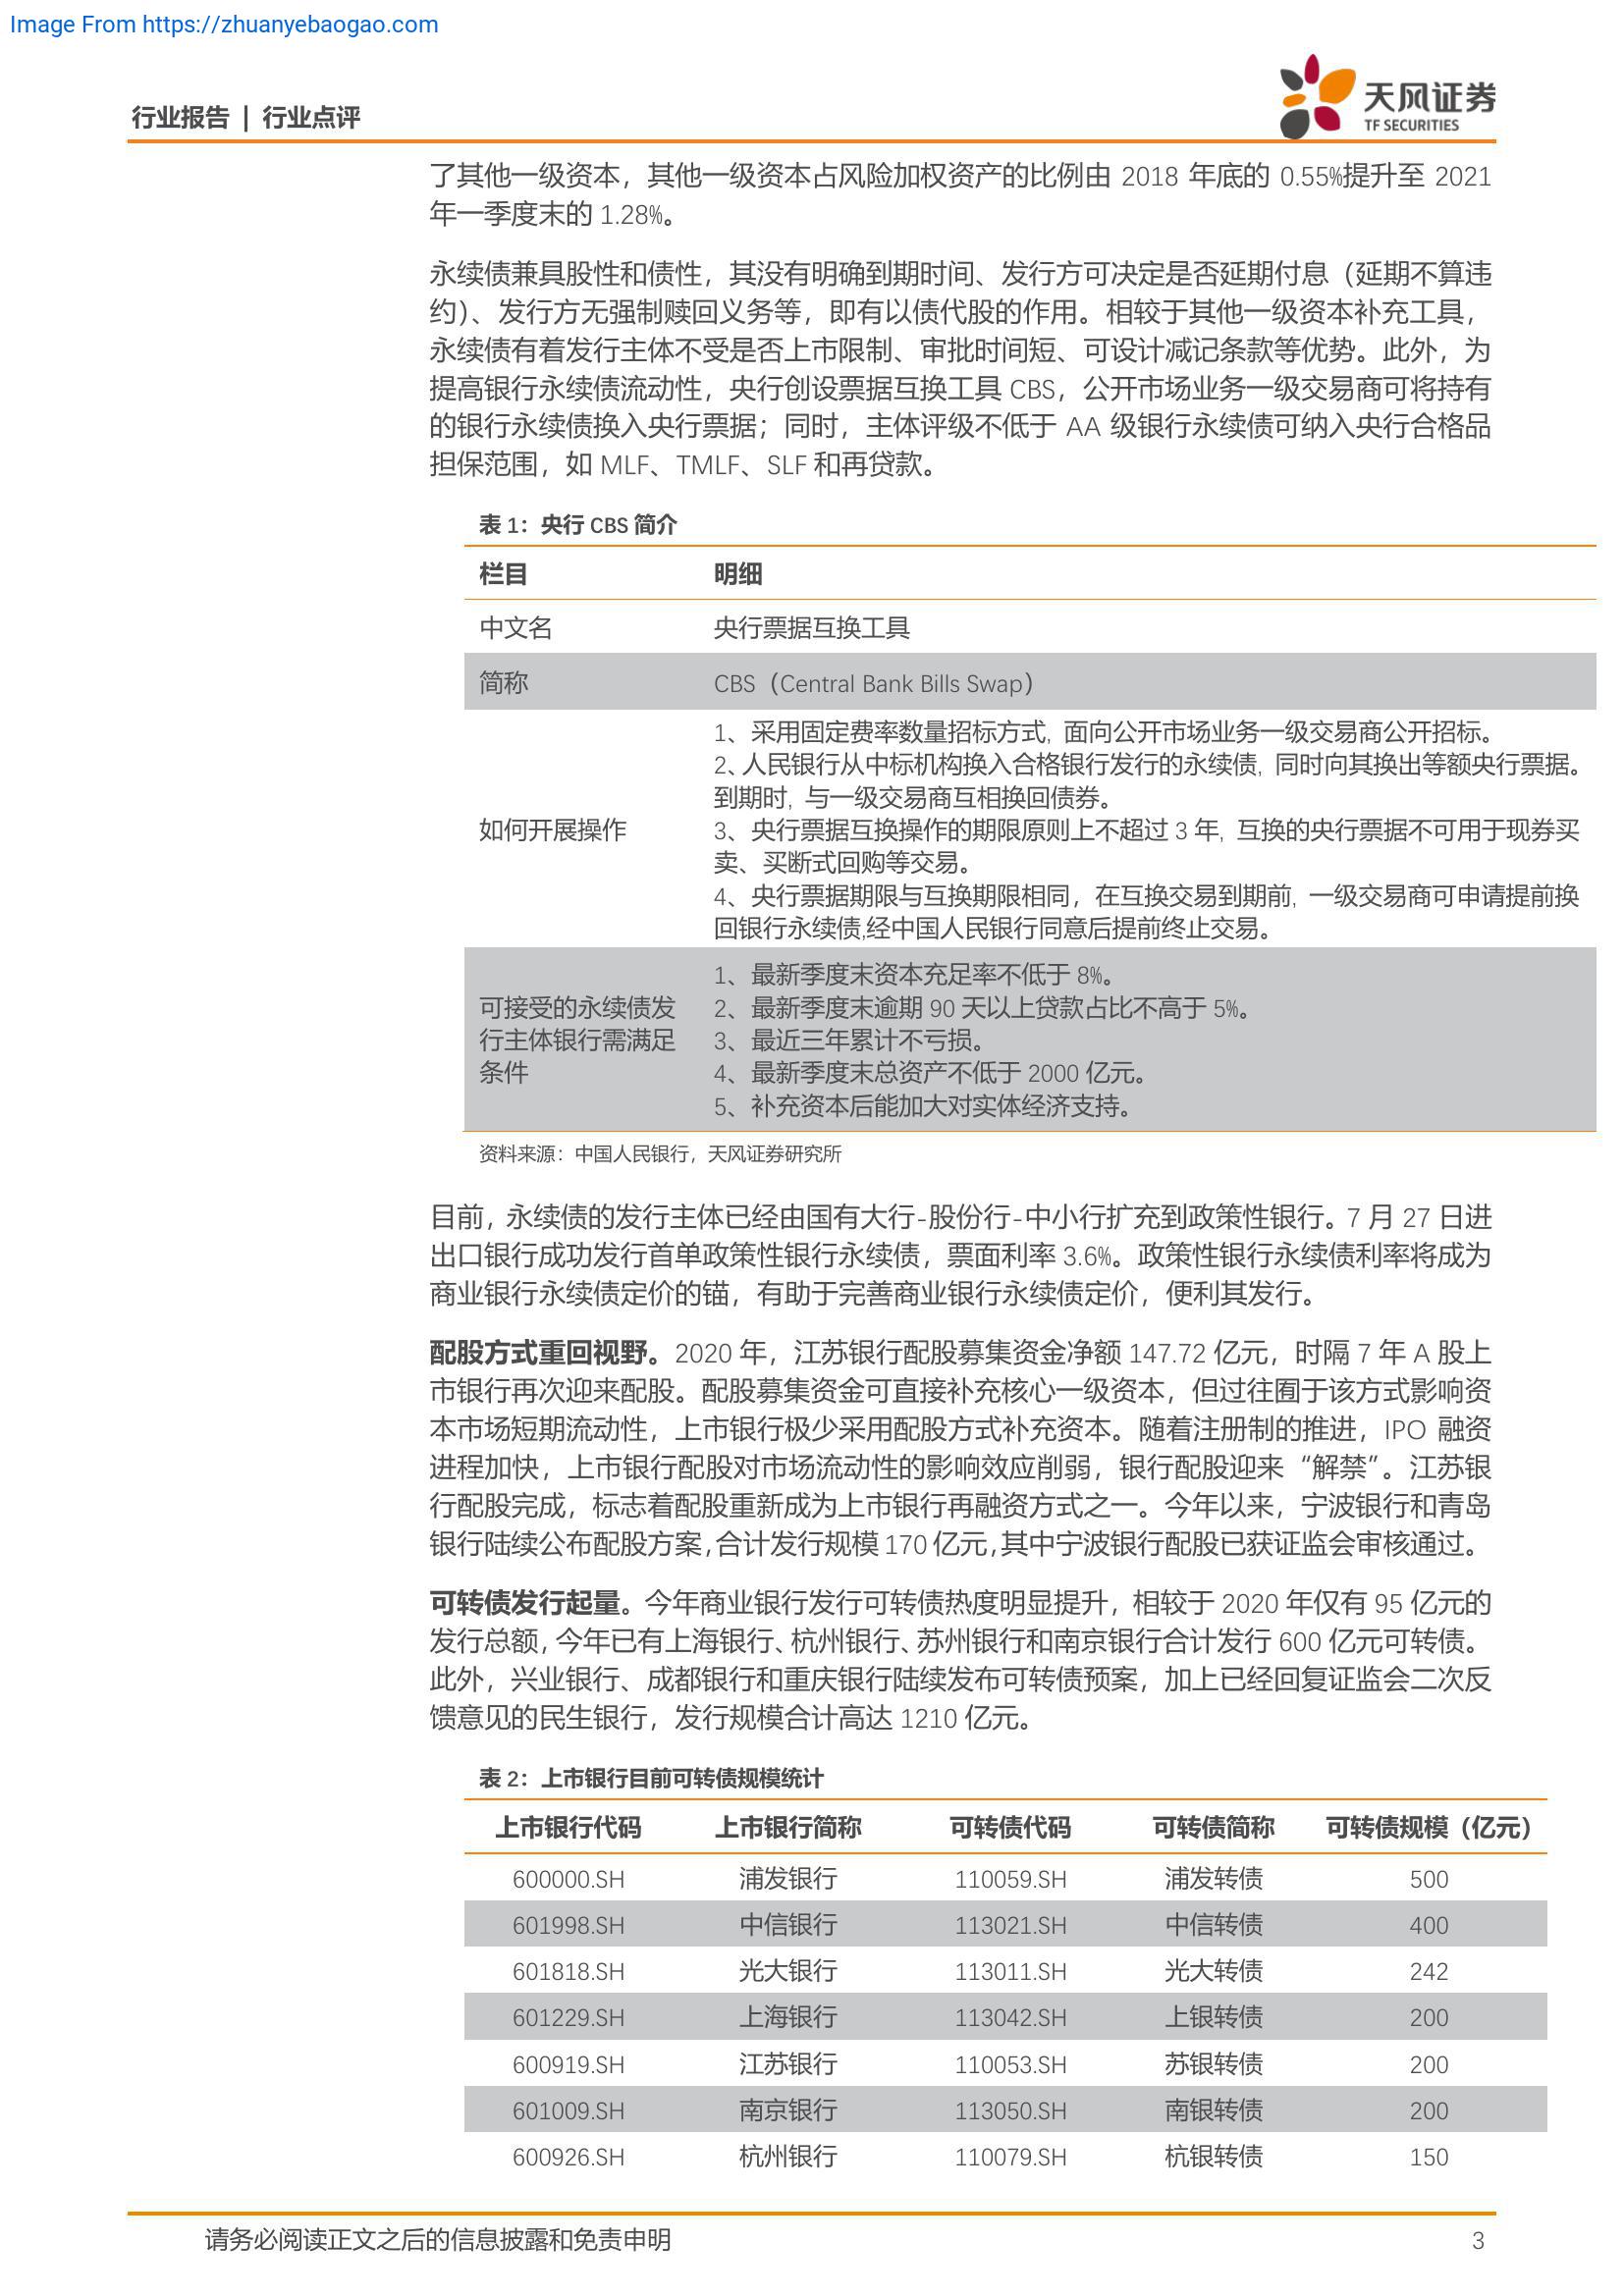 Image From https://zhuanyebaogao.com
行业报告 | 行业点评
天风证券
TF SECURITIES
了其他一级资本，其他一级资本占风险加权资产的比例由 2018 年底的 0.55%提升至 2021
年一季度末的 1.28%。
永续债兼具股性和债性，其没有明确到期时间、发行方可决定是否延期付息（延期不算违
约）、发行方无强制赎回义务等，即有以债代股的作用。相较于其他一级资本补充工具，
永续债有着发行主体不受是否上市限制、审批时间短、可设计减记条款等优势。此外，为
提高银行永续债流动性，央行创设票据互换工具 CBS，公开市场业务一级交易商可将持有
的银行永续债换入央行票据；同时，主体评级不低于 AA 级银行永续债可纳入央行合格品
担保范围，如 MLF、TMLF、SLF 和再贷款。
表 1：央行 CBS 简介
栏目 明细
中文名 央行票据互换工具
简称 CBS（Central Bank Bills Swap）
如何开展操作
1、采用固定费率数量招标方式, 面向公开市场业务一级交易商公开招标。
2、人民银行从中标机构换入合格银行发行的永续债, 同时向其换出等额央行票据。
到期时, 与一级交易商互相换回债券。
3、央行票据互换操作的期限原则上不超过 3 年, 互换的央行票据不可用于现券买
卖、买断式回购等交易。
4、央行票据期限与互换期限相同，在互换交易到期前, 一级交易商可申请提前换
回银行永续债,经中国人民银行同意后提前终止交易。
可接受的永续债发
行主体银行需满足
条件
1、最新季度末资本充足率不低于 8%。
2、最新季度末逾期 90 天以上贷款占比不高于 5%。
3、最近三年累计不亏损。
4、最新季度末总资产不低于 2000 亿元。
5、补充资本后能加大对实体经济支持。
资料来源：中国人民银行，天风证券研究所
目前，永续债的发行主体已经由国有大行-股份行-中小行扩充到政策性银行。7 月 27 日进
出口银行成功发行首单政策性银行永续债，票面利率 3.6%。政策性银行永续债利率将成为
商业银行永续债定价的锚，有助于完善商业银行永续债定价，便利其发行。
配股方式重回视野。2020 年，江苏银行配股募集资金净额 147.72 亿元，时隔 7 年 A 股上
市银行再次迎来配股。配股募集资金可直接补充核心一级资本，但过往囿于该方式影响资
本市场短期流动性，上市银行极少采用配股方式补充资本。随着注册制的推进，IPO 融资
进程加快，上市银行配股对市场流动性的影响效应削弱，银行配股迎来“解禁”。江苏银
行配股完成，标志着配股重新成为上市银行再融资方式之一。今年以来，宁波银行和青岛
银行陆续公布配股方案，合计发行规模 170 亿元，其中宁波银行配股已获证监会审核通过。
可转债发行起量。今年商业银行发行可转债热度明显提升，相较于 2020 年仅有 95 亿元的
发行总额，今年已有上海银行、杭州银行、苏州银行和南京银行合计发行 600 亿元可转债。
此外，兴业银行、成都银行和重庆银行陆续发布可转债预案，加上已经回复证监会二次反
馈意见的民生银行，发行规模合计高达 1210 亿元。
表 2：上市银行目前可转债规模统计
上市银行代码 上市银行简称 可转债代码 可转债简称 可转债规模（亿元）
600000.SH 浦发银行 110059.SH 浦发转债 500
601998.SH 中信银行 113021.SH 中信转债 400
601818.SH 光大银行 113011.SH 光大转债 242
601229.SH 上海银行 113042.SH 上银转债 200
600919.SH 江苏银行 110053.SH 苏银转债 200
601009.SH 南京银行 113050.SH 南银转债 200
600926.SH 杭州银行 110079.SH 杭银转债 150
请务必阅读正文之后的信息披露和免责申明 3